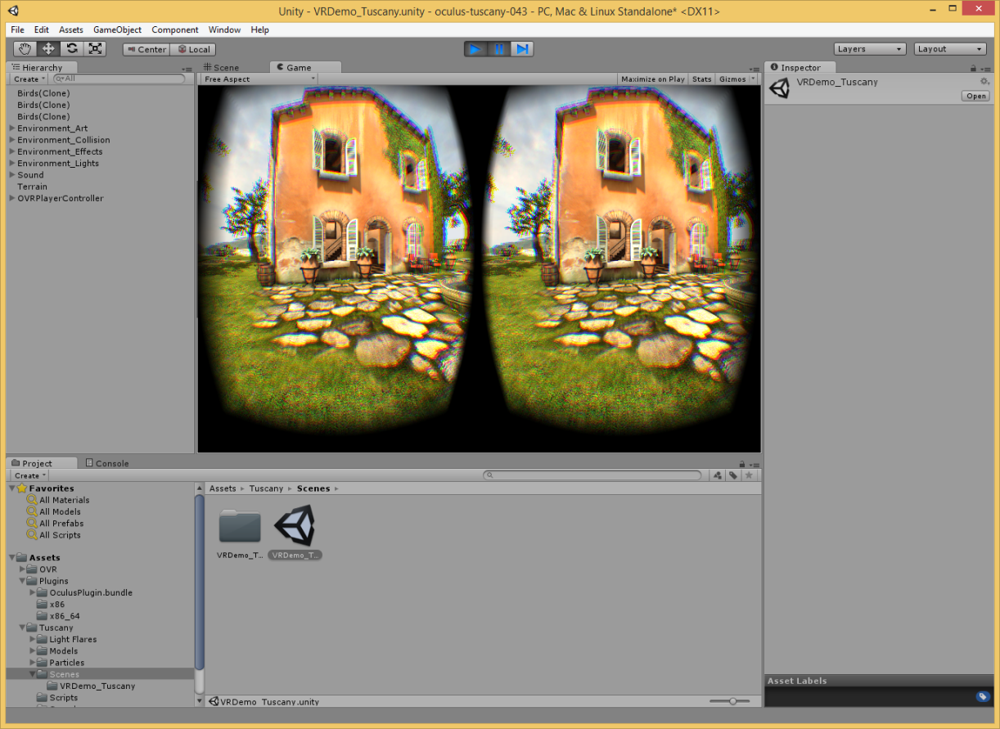 Unity - VRDemo_Tuscany.unity - oculus-tuscany-043 - PC, Mac & Linux Standalone* <DX11>
File Edit Assets GameObject Component Window Help
Center Local Layers Layout
Hierarchy
Create All
Birds(Clone)
Birds(Clone)
Birds(Clone)
Environment_Art
Environment_Collision
Environment_Effects
Environment_Lights
Sound
Terrain
OVRPlayerController
Scene Game
Free Aspect Maximize on Play Stats Gizmos
Inspector
VRDemo_Tuscany
Open
Project Console
Create
Favorites
All Materials
All Models
All Prefabs
All Scripts
Assets
OVR
Plugins
OculusPlugin.bundle
x86
x86_64
Tuscany
Light Flares
Models
Particles
Scenes
VRDemo_Tuscany
Scripts
Assets Tuscany Scenes
VRDemo_T... VRDemo_T...
VRDemo_Tuscany.unity
Asset Labels